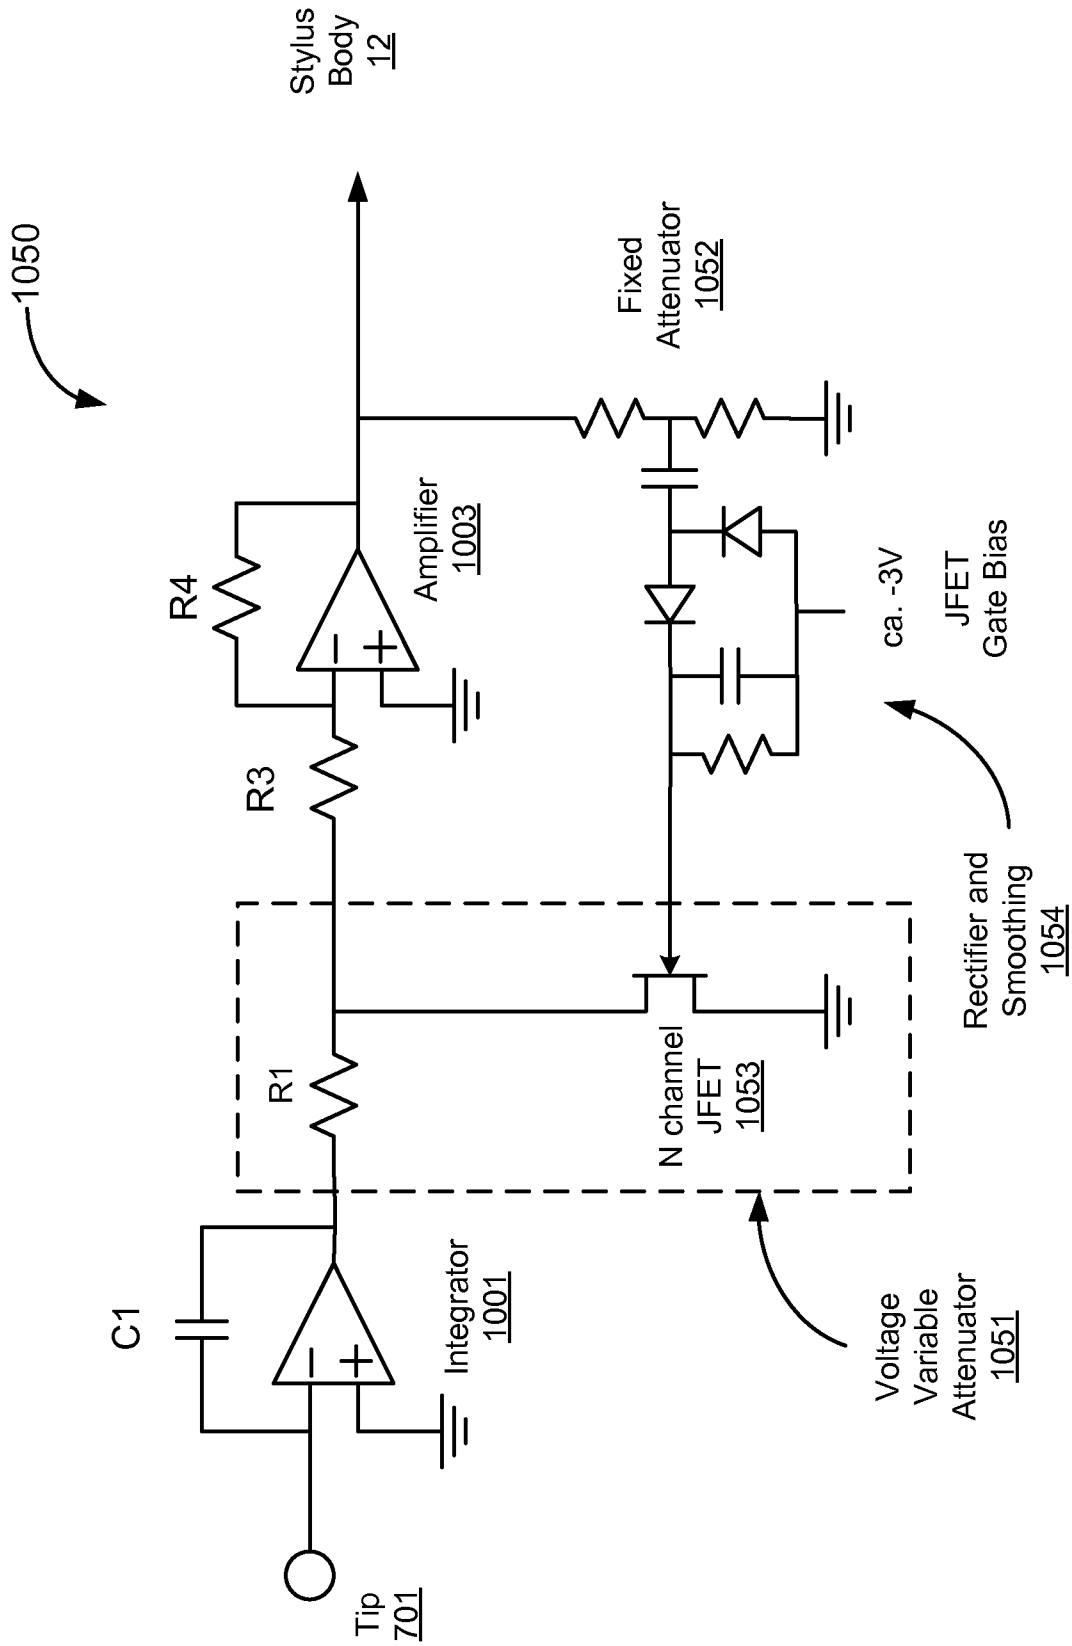 1050
Stylus
Body
12
C1
R4
R1
R3
Tip
701
Integrator
1001
Amplifier
1003
Fixed
Attenuator
1052
N channel
JFET
1053
ca. -3V
JFET
Gate Bias
Voltage
Variable
Attenuator
1051
Rectifier and
Smoothing
1054